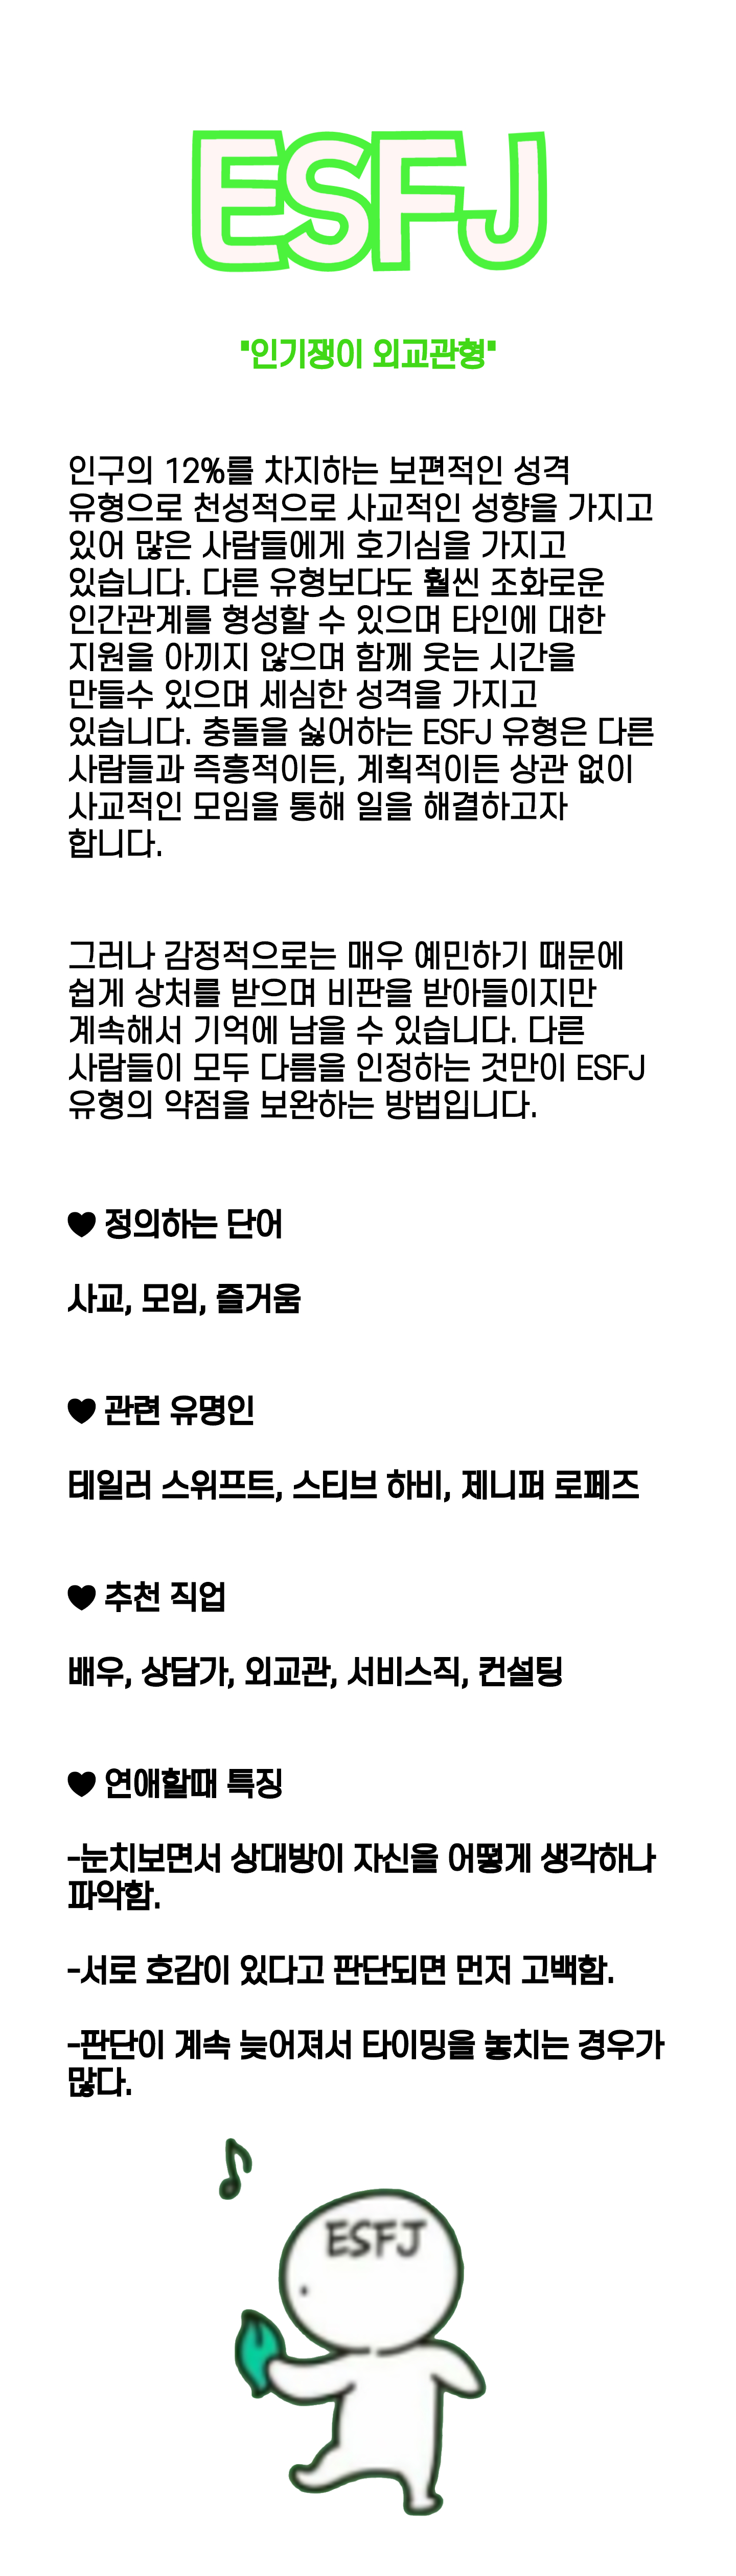 ESFJ
"인기쟁이 외교관형"
인구의 12%를 차지하는 보편적인 성격
유형으로 천성적으로 사교적인 성향을 가지고
있어 많은 사람들에게 호기심을 가지고
있습니다. 다른 유형보다도 훨씬 조화로운
인간관계를 형성할 수 있으며 타인에 대한
지원을 아끼지 않으며 함께 웃는 시간을
만들수 있으며 세심한 성격을 가지고
있습니다. 충돌을 싫어하는 ESFJ 유형은 다른
사람들과 즉흥적이든, 계획적이든 상관 없이
사교적인 모임을 통해 일을 해결하고자
합니다.
그러나 감정적으로는 매우 예민하기 때문에
쉽게 상처를 받으며 비판을 받아들이지만
계속해서 기억에 남을 수 있습니다. 다른
사람들이 모두 다름을 인정하는 것만이 ESFJ
유형의 약점을 보완하는 방법입니다.
♥ 정의하는 단어
사교, 모임, 즐거움
♥ 관련 유명인
테일러 스위프트, 스티브 하비, 제니퍼 로페즈
♥ 추천 직업
배우, 상담가, 외교관, 서비스직, 컨설팅
♥ 연애할때 특징
-눈치보면서 상대방이 자신을 어떻게 생각하나
파악함.
-서로 호감이 있다고 판단되면 먼저 고백함.
-판단이 계속 늦어져서 타이밍을 놓치는 경우가
많다.
ESFJ